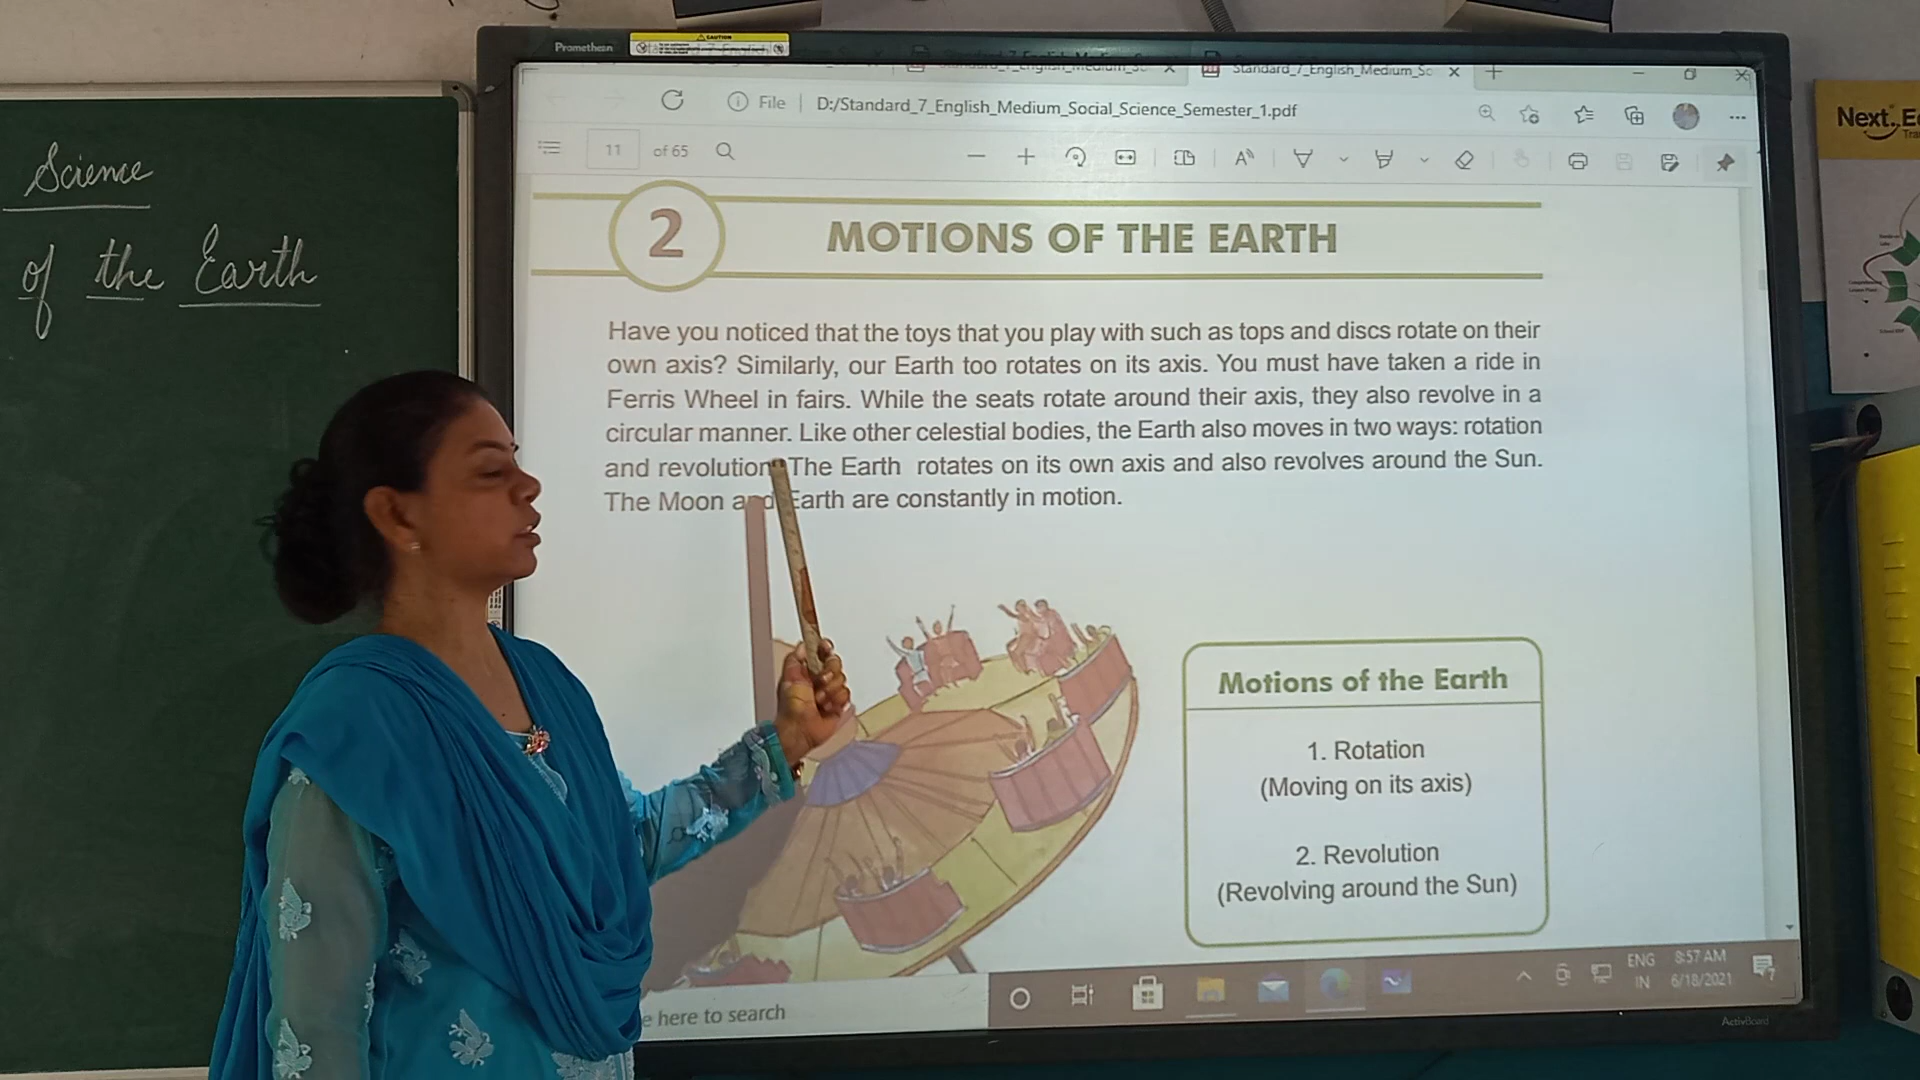 Science
of the Earth
Promethean
CAUTION
Standard_7_English_Medium_Sc
File
D:/Standard_7_English_Medium_Social_Science_Semester_1.pdf
11 of 65
2
MOTIONS OF THE EARTH
Have you noticed that the toys that you play with such as tops and discs rotate on their
own axis? Similarly, our Earth too rotates on its axis. You must have taken a ride in
Ferris Wheel in fairs. While the seats rotate around their axis, they also revolve in a
circular manner. Like other celestial bodies, the Earth also moves in two ways: rotation
and revolution. The Earth rotates on its own axis and also revolves around the Sun.
The Moon and Earth are constantly in motion.
Motions of the Earth
1. Rotation
(Moving on its axis)
2. Revolution
(Revolving around the Sun)
e here to search
ENG
IN
8:57 AM
6/18/2021
ActivBoard
Next.E